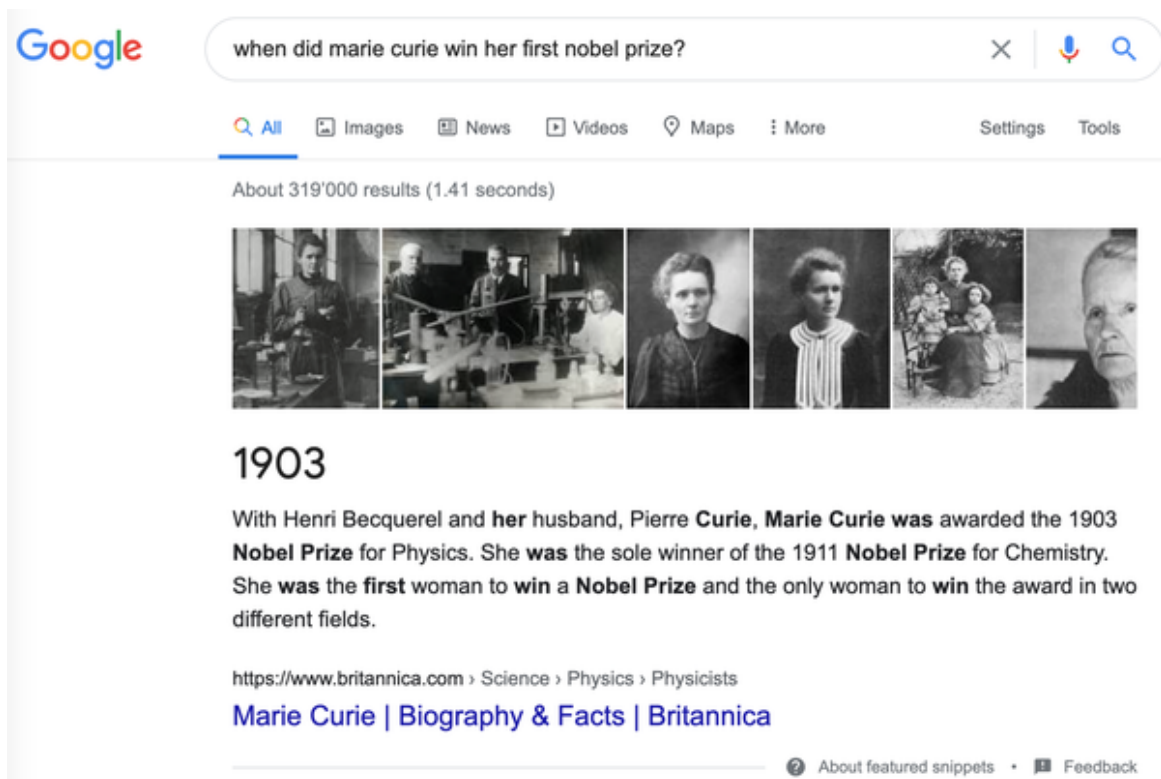 Google
when did marie curie win her first nobel prize?
All Images News Videos Maps More Settings Tools
About 319'000 results (1.41 seconds)
1903
With Henri Becquerel and her husband, Pierre Curie, Marie Curie was awarded the 1903
Nobel Prize for Physics. She was the sole winner of the 1911 Nobel Prize for Chemistry.
She was the first woman to win a Nobel Prize and the only woman to win the award in two
different fields.
https://www.britannica.com › Science › Physics › Physicists
Marie Curie | Biography & Facts | Britannica
About featured snippets • Feedback